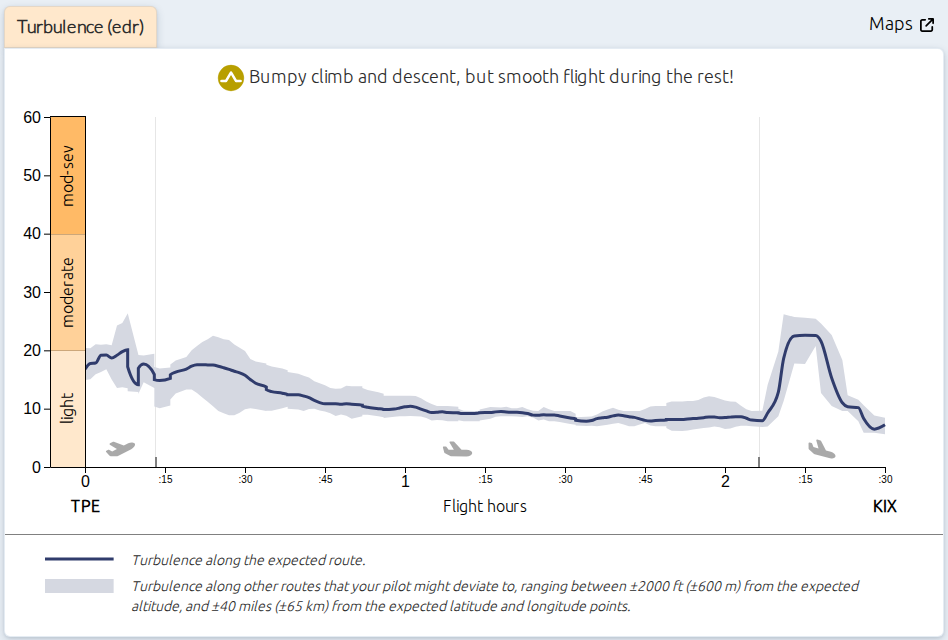 Turbulence (edr)
Maps
Bumpy climb and descent, but smooth flight during the rest!
60
50
40
30
20
10
0
mod-sev
moderate
light
0 :15 :30 :45 1 :15 :30 :45 2 :15 :30
TPE Flight hours KIX
Turbulence along the expected route.
Turbulence along other routes that your pilot might deviate to, ranging between ±2000 ft (±600 m) from the expected
altitude, and ±40 miles (±65 km) from the expected latitude and longitude points.